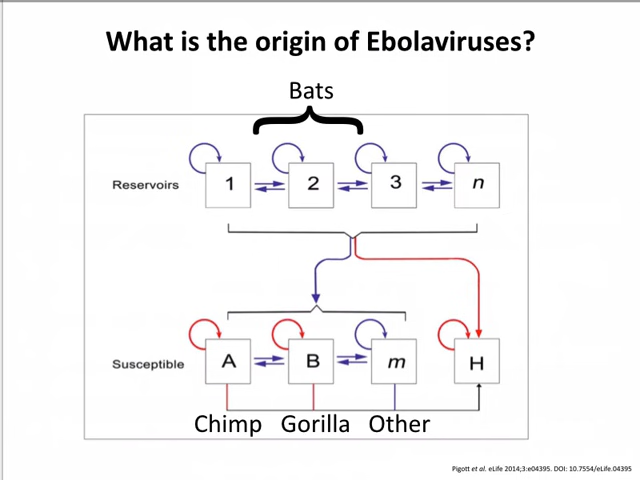 What is the origin of Ebolaviruses?
Bats
Reservoirs 1 2 3 n
Susceptible A B m H
Chimp Gorilla Other
Pigott et al. eLife 2014;3:e04395. DOI: 10.7554/eLife.04395